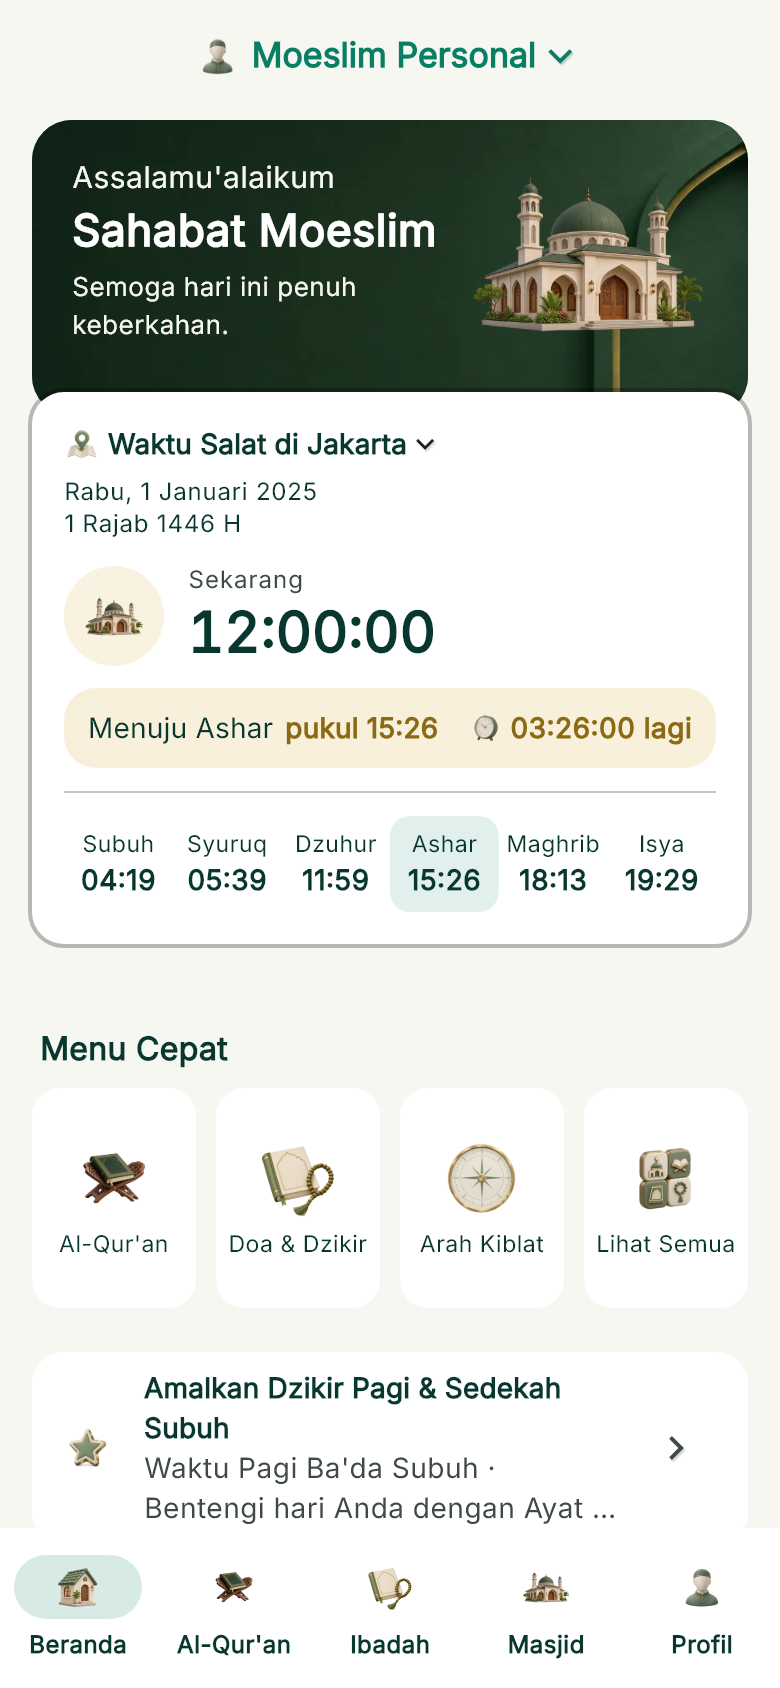 Moeslim Personal
Assalamu'alaikum
Sahabat Moeslim
Semoga hari ini penuh
keberkahan.
Waktu Salat di Jakarta
Rabu, 1 Januari 2025
1 Rajab 1446 H
Sekarang
12:00:00
Menuju Ashar pukul 15:26 03:26:00 lagi
Subuh Syuruq Dzuhur Ashar Maghrib Isya
04:19 05:39 11:59 15:26 18:13 19:29
Menu Cepat
Al-Qur'an Doa & Dzikir Arah Kiblat Lihat Semua
Amalkan Dzikir Pagi & Sedekah
Subuh
Waktu Pagi Ba'da Subuh ·
Bentengi hari Anda dengan Ayat ...
Beranda Al-Qur'an Ibadah Masjid Profil